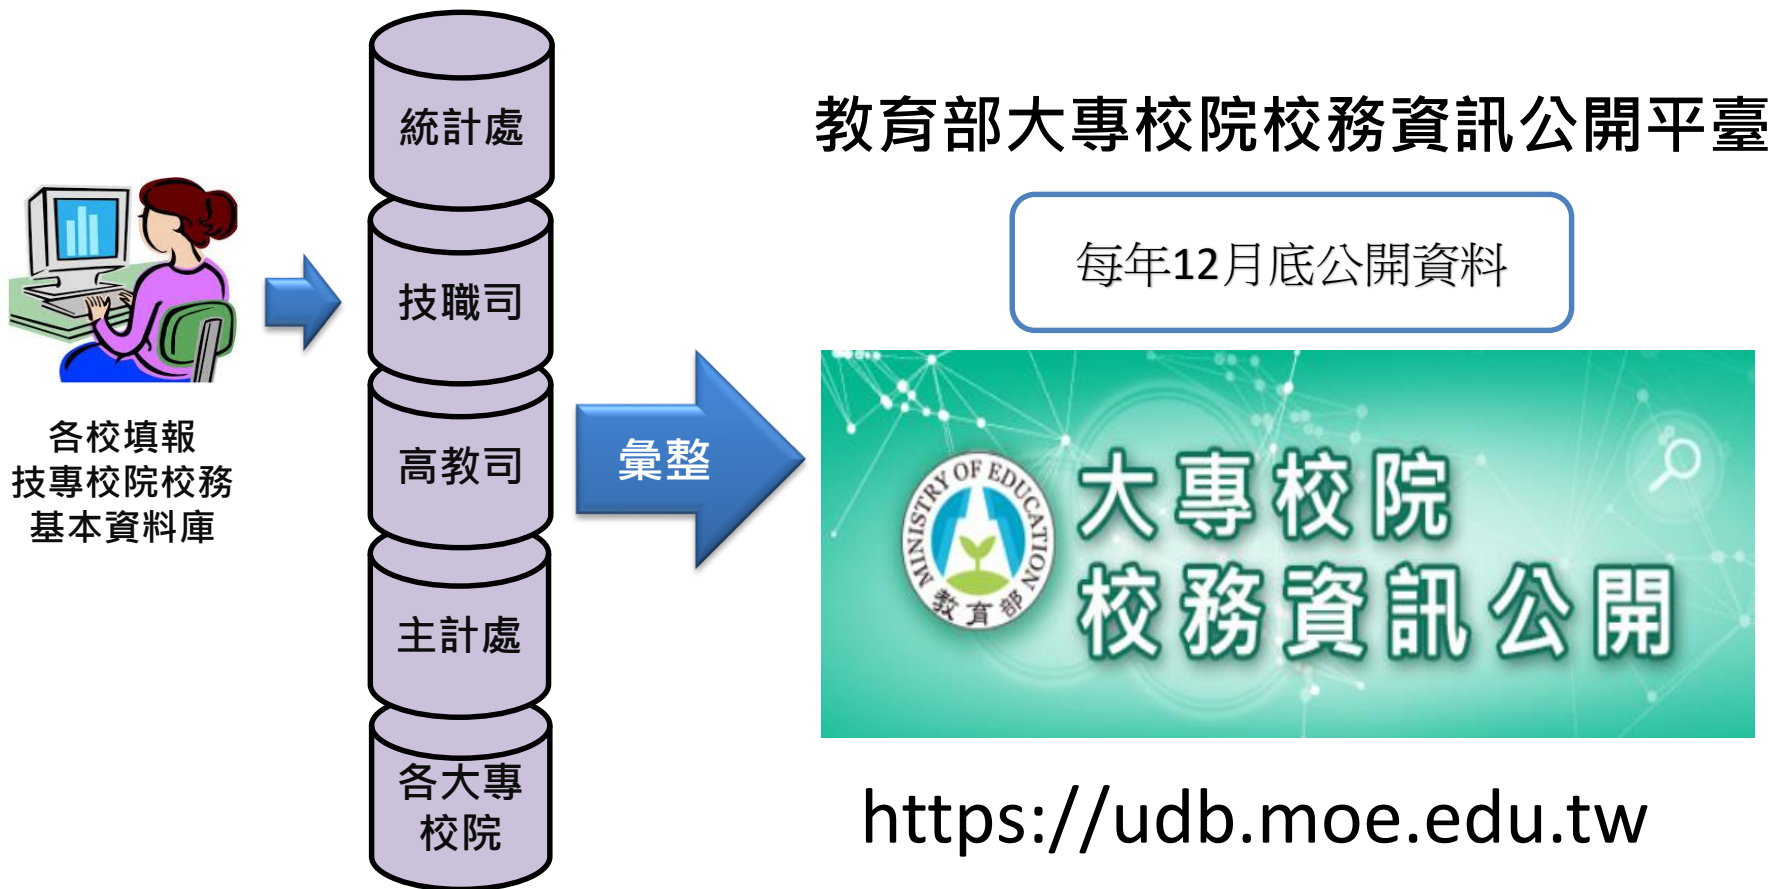 各校填報
技專校院校務
基本資料庫
統計處
技職司
高教司
主計處
各大專
校院
彙整
教育部大專校院校務資訊公開平臺
每年12月底公開資料
MINISTRY OF EDUCATION
教育部
大專校院
校務資訊公開
https://udb.moe.edu.tw